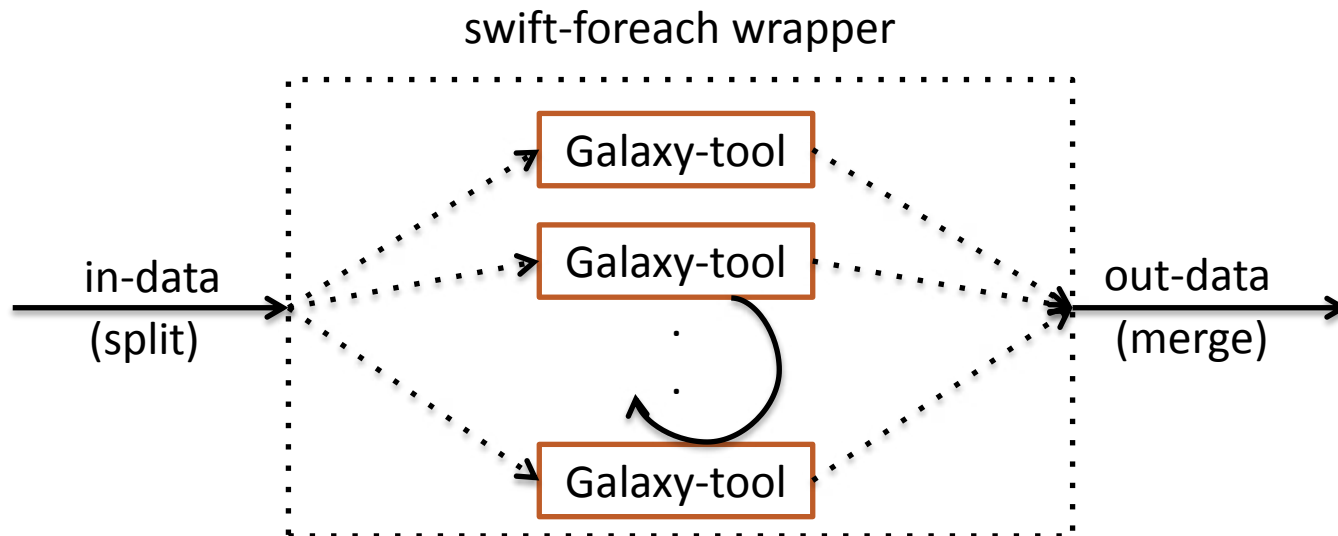 swift-foreach wrapper
Galaxy-tool
Galaxy-tool
in-data
(split)
.
.
out-data
(merge)
Galaxy-tool